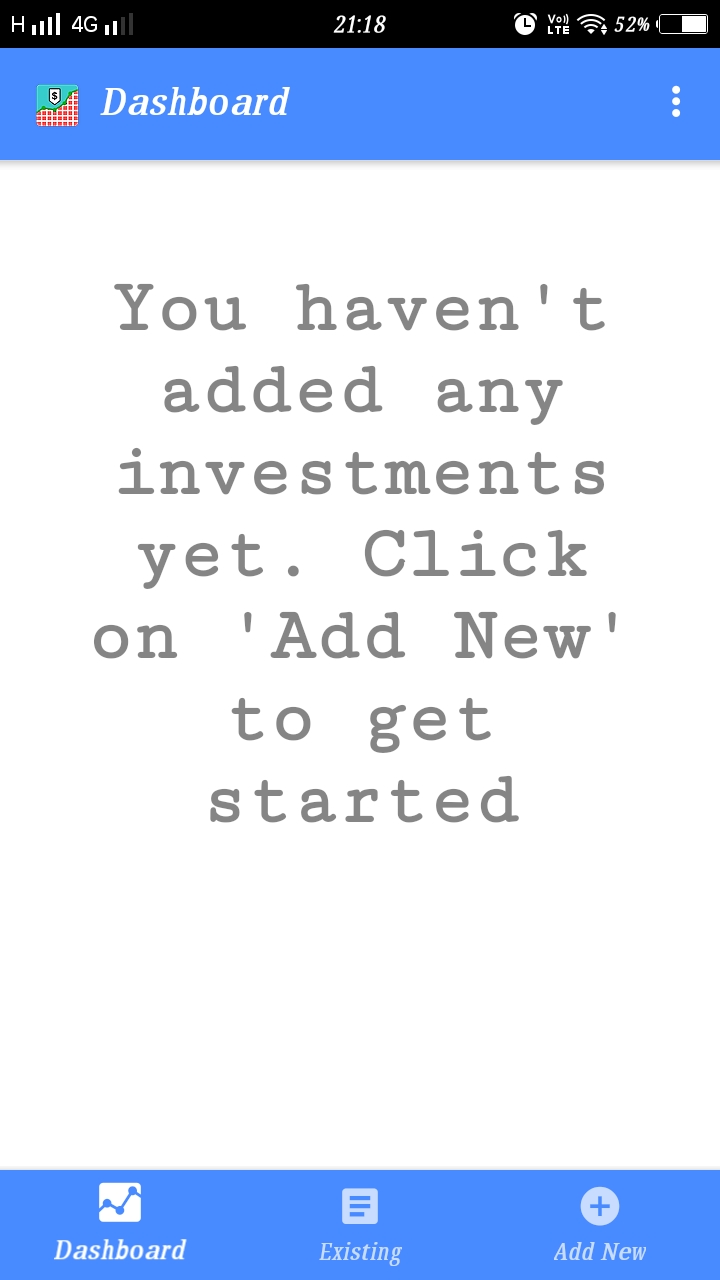 H 4G 21:18 Vo)) LTE 52%
$ Dashboard
You haven't
added any
investments
yet. Click
on 'Add New'
to get
started
Dashboard Existing Add New